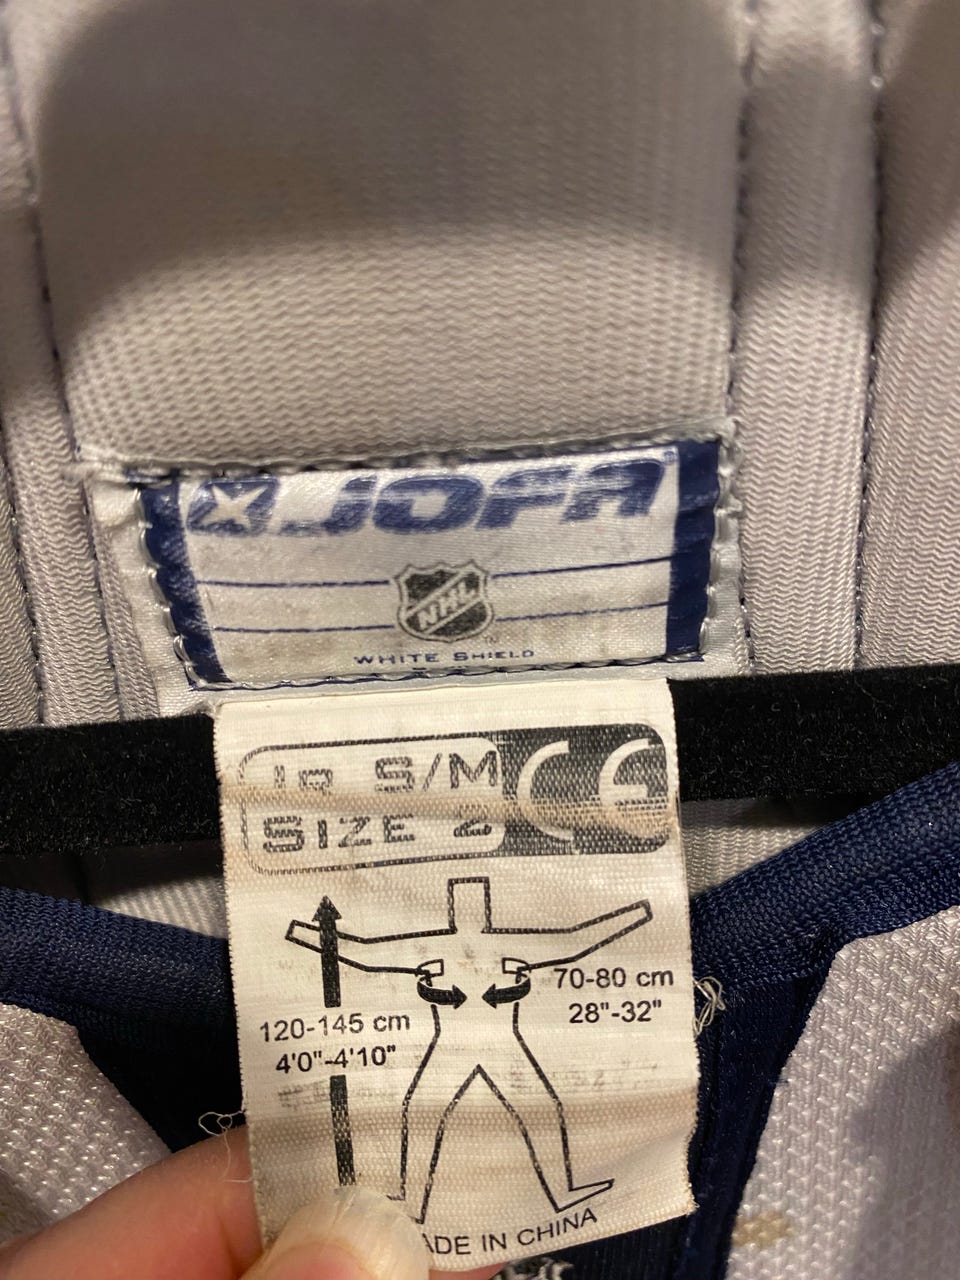 JOFA
NHL
WHITE SHIELD
JR S/M
SIZE 2
CE
70-80 cm
28"-32"
120-145 cm
4'0"-4'10"
ADE IN CHINA